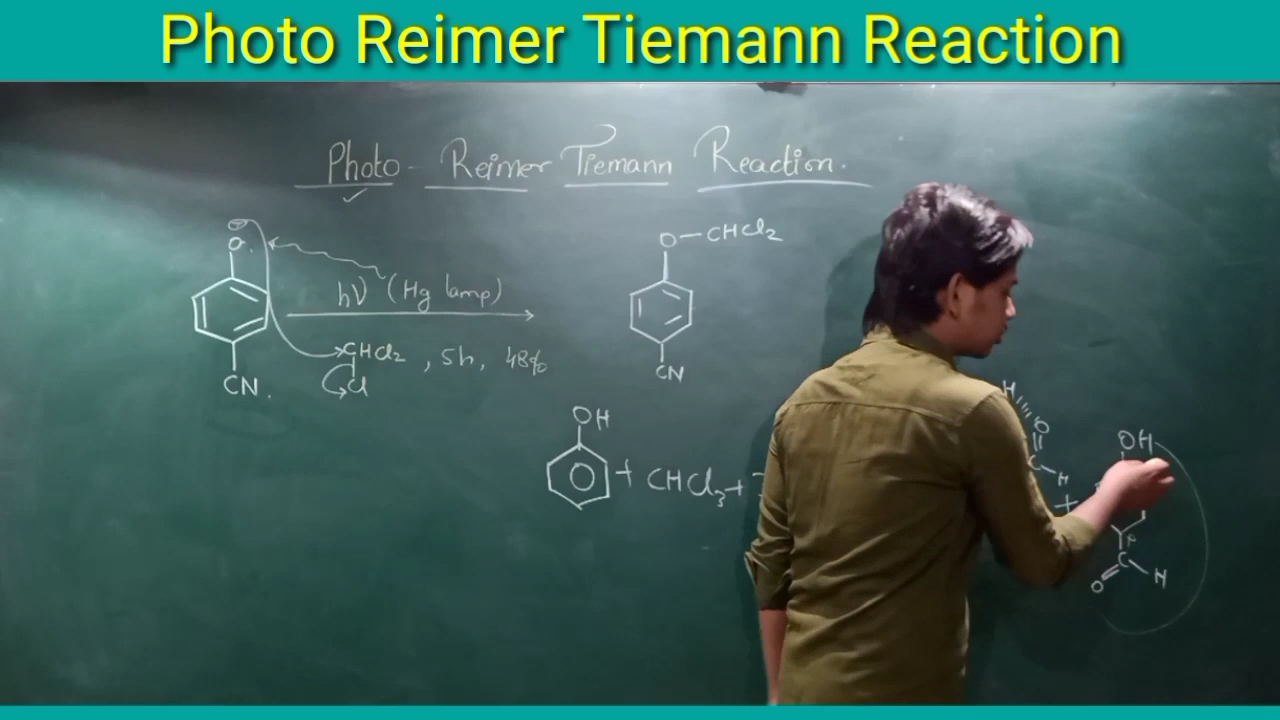 Photo Reimer Tiemann Reaction
Photo - Reimer Tiemann Reaction.
⊖
O
hν (Hg lamp)
CHCl2, 5h, 48%
Cl
CN.
O-CHCl2
CN
OH
+ CHCl3 +
H
O
C
H
+
OH
C
O
H